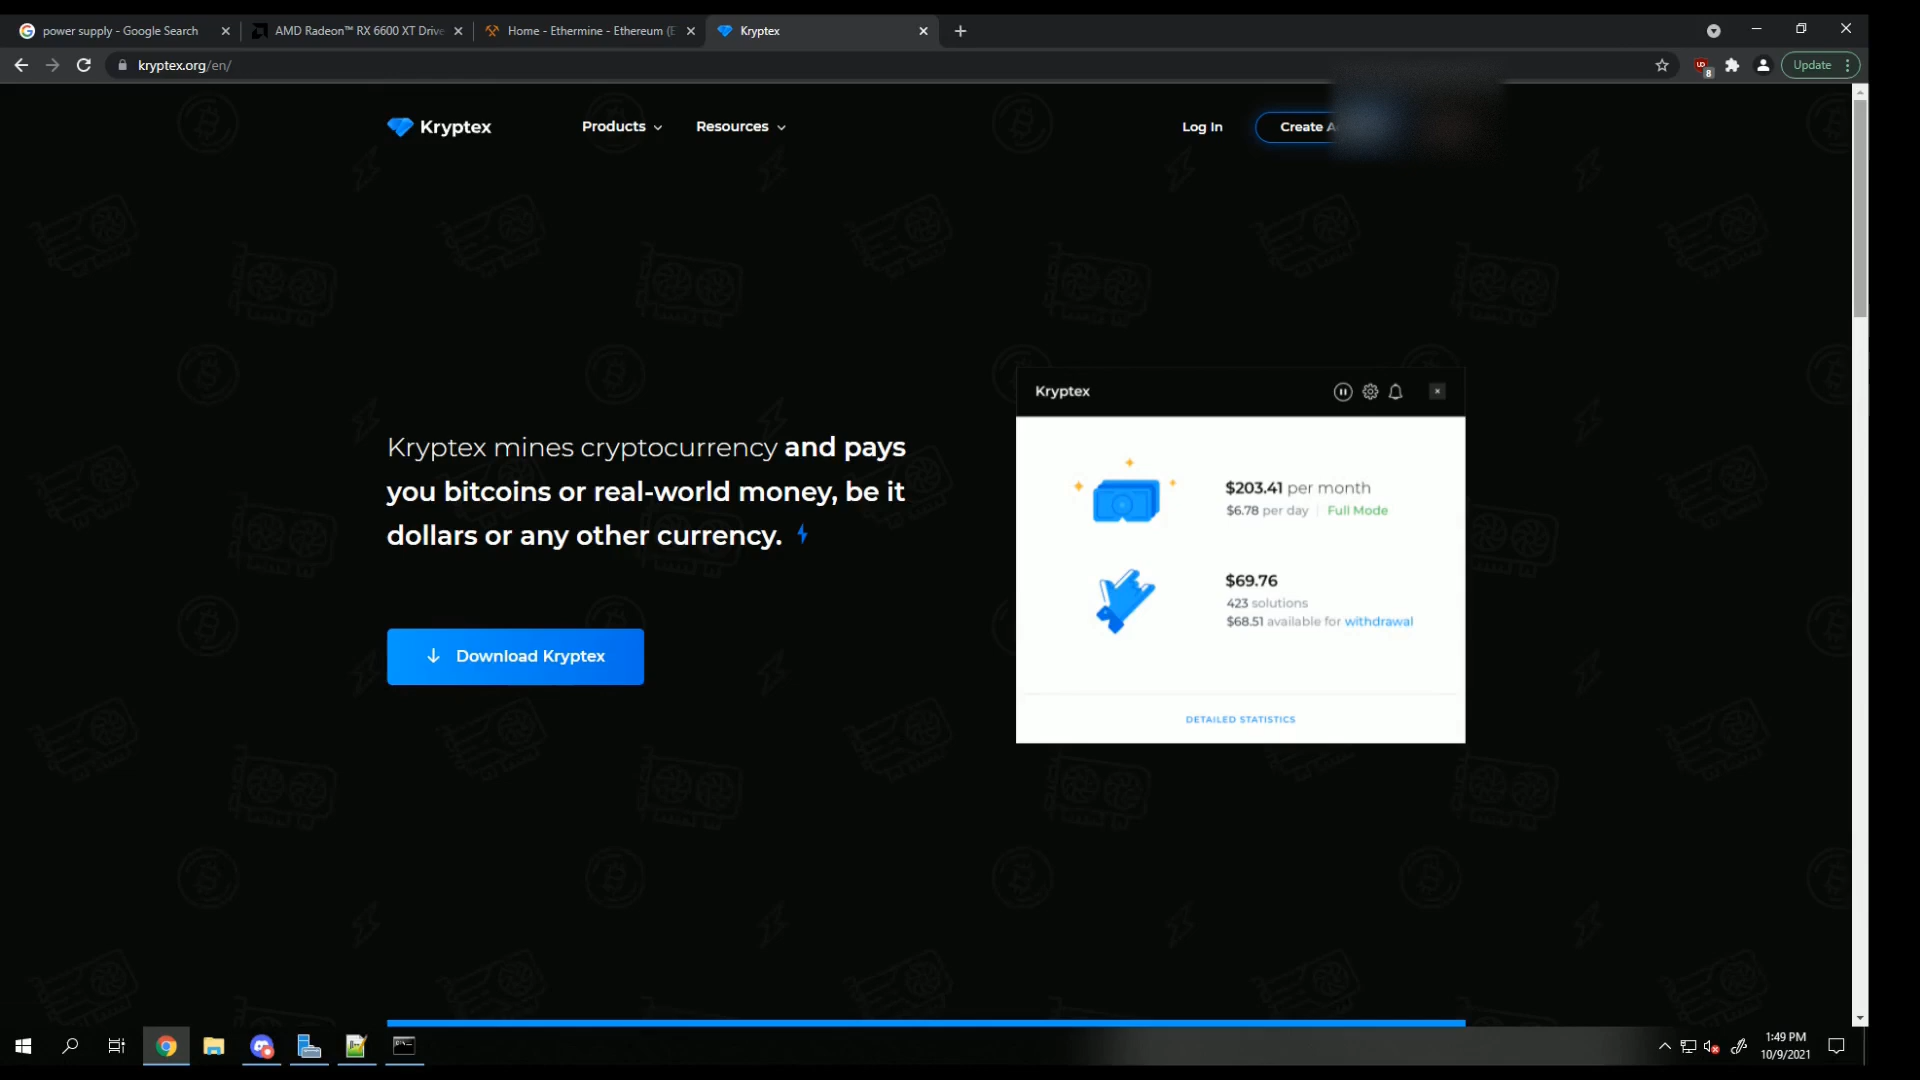 power supply - Google Search
AMD Radeon™ RX 6600 XT Drive
Home - Ethermine - Ethereum (E
Kryptex
kryptex.org/en/
UD
8
Update
Kryptex
Products
Resources
Log In
Create A
Kryptex mines cryptocurrency and pays
you bitcoins or real-world money, be it
dollars or any other currency.
Download Kryptex
Kryptex
$203.41 per month
$6.78 per day | Full Mode
$69.76
423 solutions
$68.51 available for withdrawal
DETAILED STATISTICS
1:49 PM
10/9/2021